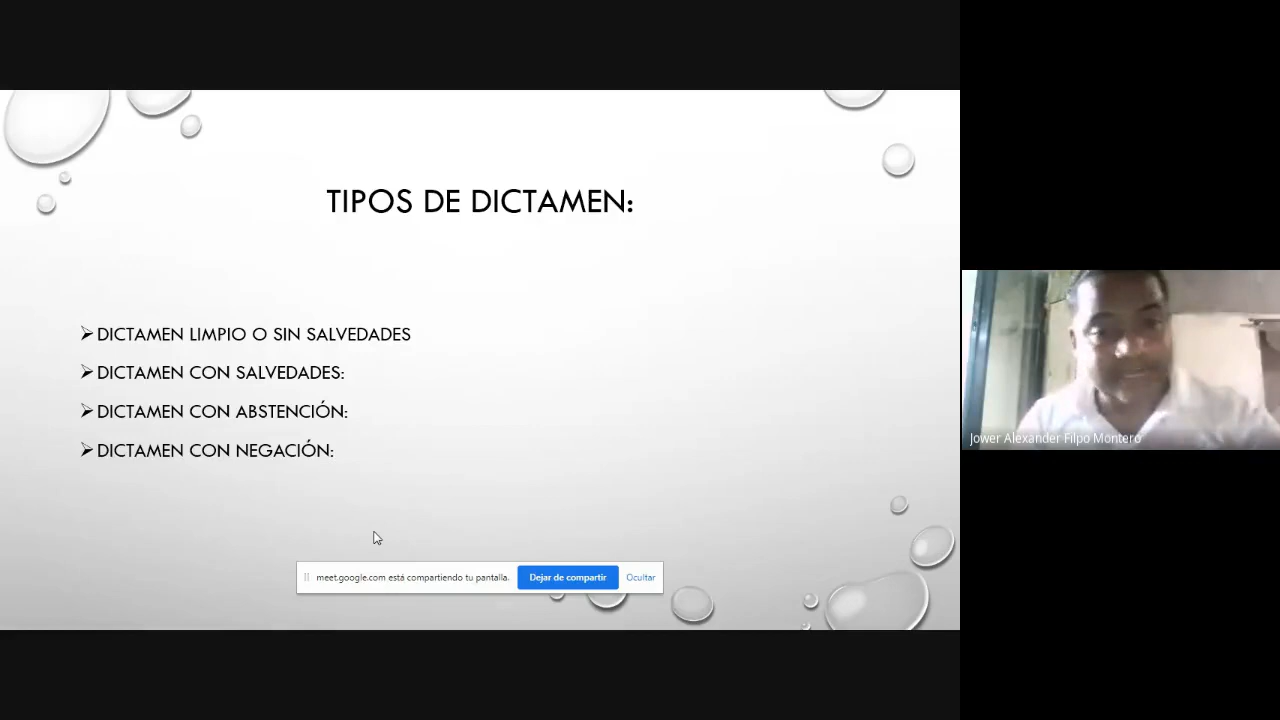 TIPOS DE DICTAMEN:
DICTAMEN LIMPIO O SIN SALVEDADES
DICTAMEN CON SALVEDADES:
DICTAMEN CON ABSTENCIÓN:
DICTAMEN CON NEGACIÓN:
meet.google.com está compartiendo tu pantalla.
Dejar de compartir
Ocultar
Jower Alexander Filpo Montero